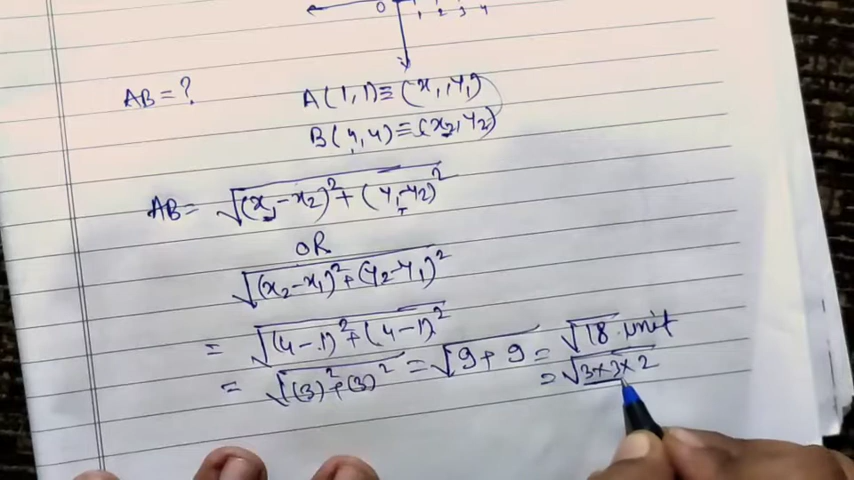 0 1 2 3 4
AB = ?
A(1,1) ≡ (x₁, y₁)
B(4,4) ≡ (x₂, y₂)
AB = √((x₁-x₂)² + (y₁-y₂)²)
OR
√((x₂-x₁)² + (y₂-y₁)²)
= √((4-1)² + (4-1)²)
= √((3)² + (3)²) = √(9+9) = √18 unit
= √(3×3×2)